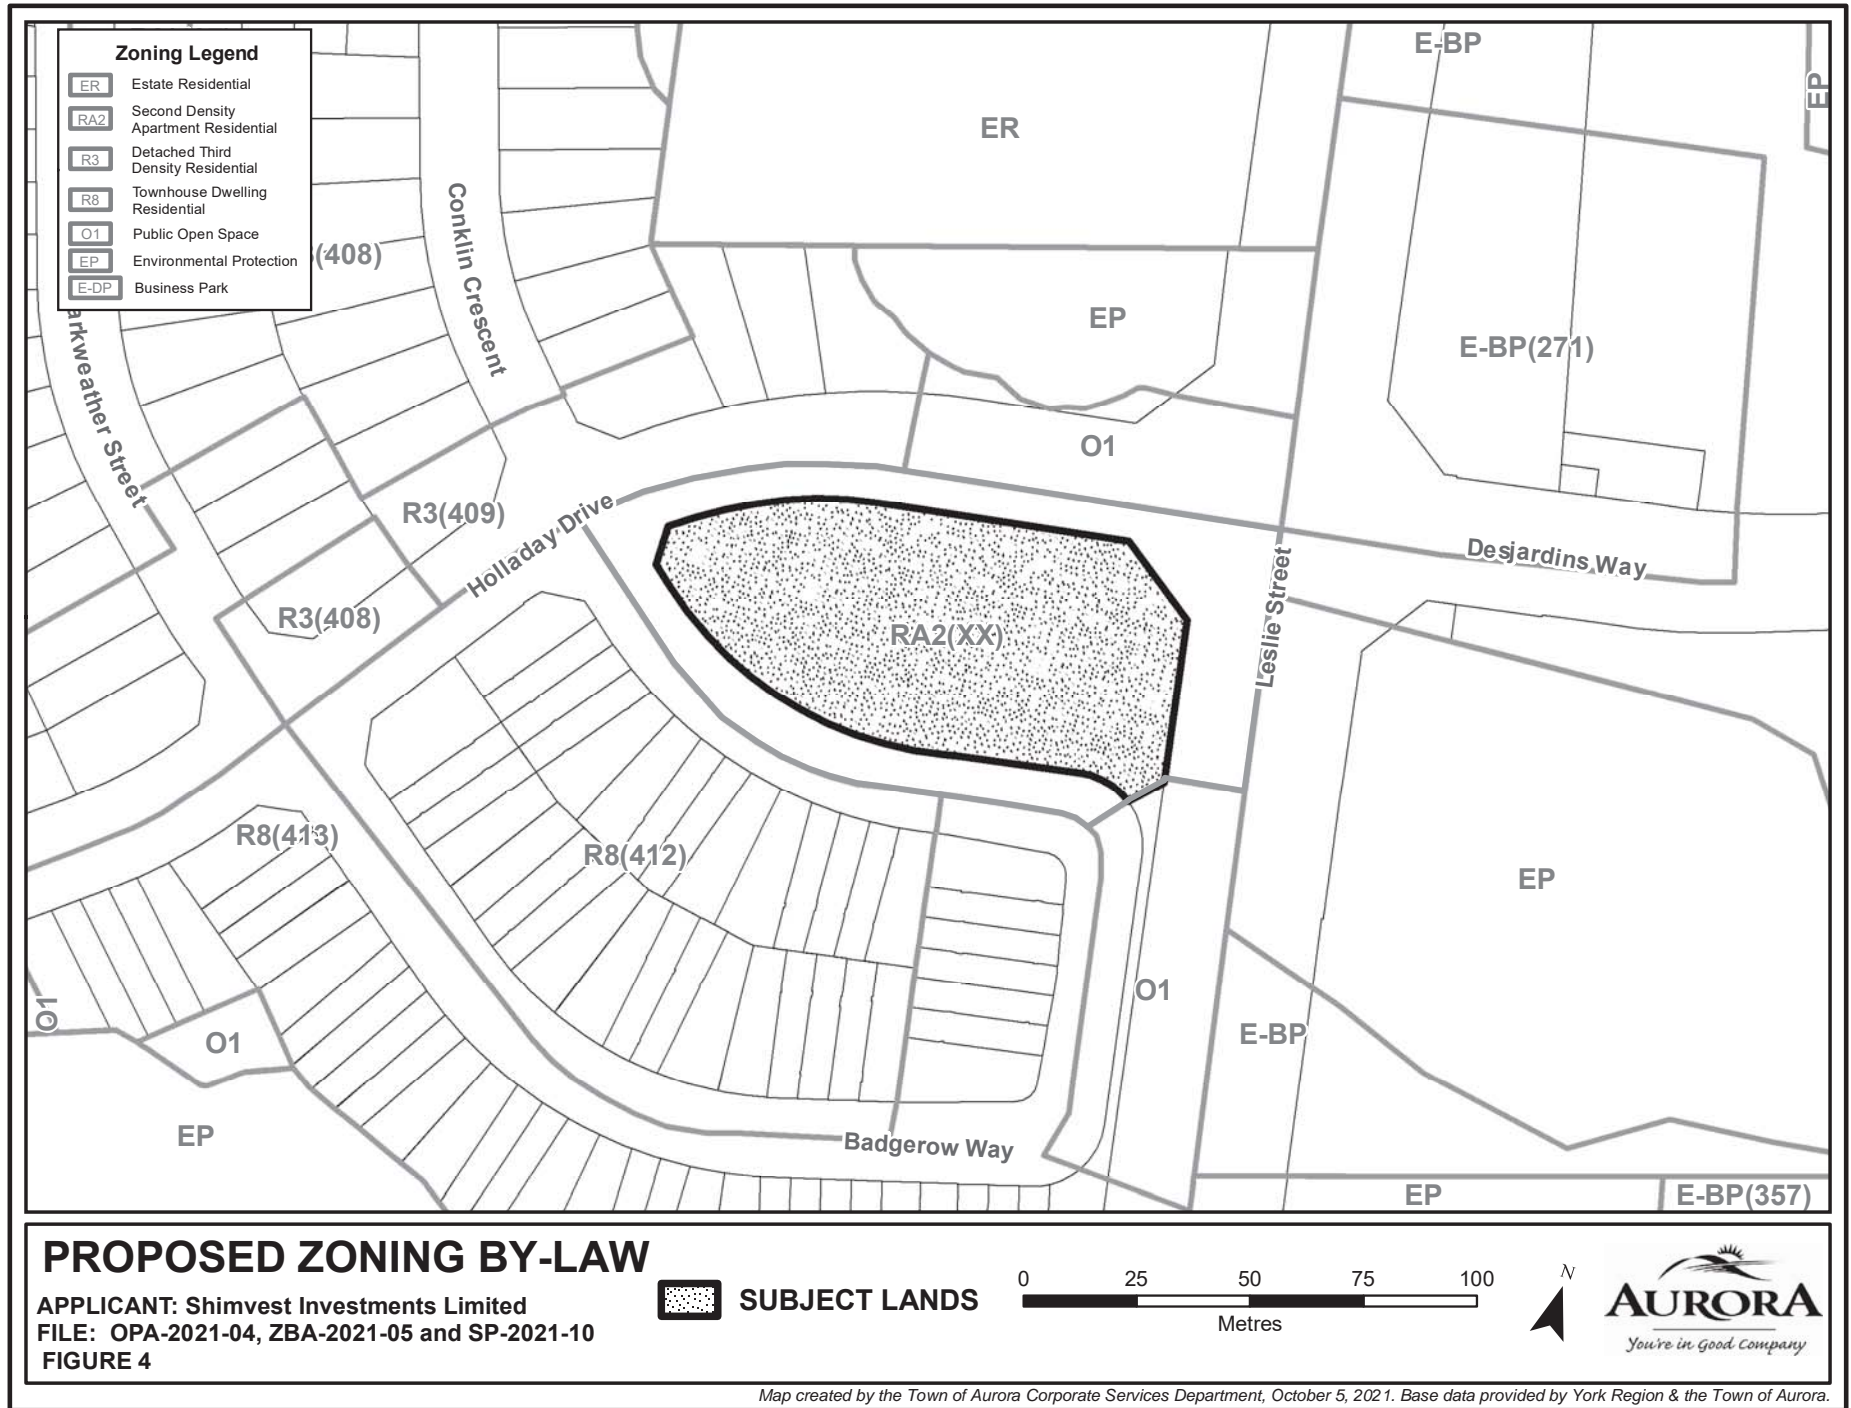 Zoning Legend
ER Estate Residential
RA2 Second Density
Apartment Residential
R3 Detached Third
Density Residential
R8 Townhouse Dwelling
Residential
O1 Public Open Space
EP Environmental Protection
E-DP Business Park
E-BP
EP
ER
(408)
Conklin Crescent
EP
E-BP(271)
arkweather Street
O1
R3(409)
Holladay Drive
Desjardins Way
R3(408)
RA2(XX)
Leslie Street
R8(413)
R8(412)
EP
O1
O1
O1
E-BP
EP
Badgerow Way
EP
E-BP(357)
PROPOSED ZONING BY-LAW
APPLICANT: Shimvest Investments Limited
FILE: OPA-2021-04, ZBA-2021-05 and SP-2021-10
FIGURE 4
SUBJECT LANDS
0 25 50 75 100
Metres
N
AURORA
You're in Good Company
Map created by the Town of Aurora Corporate Services Department, October 5, 2021. Base data provided by York Region & the Town of Aurora.